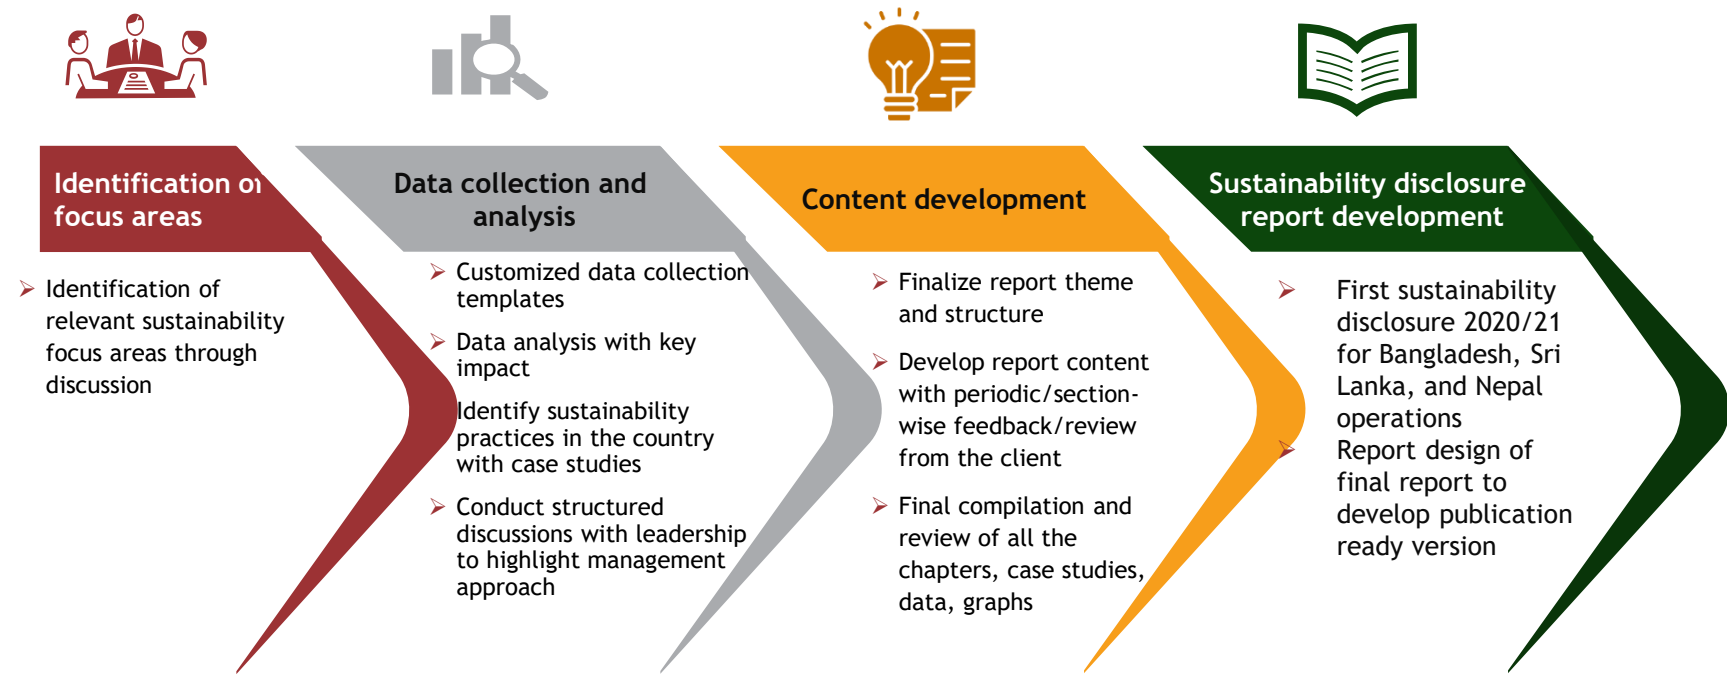 Identification of
focus areas
Identification of
relevant sustainability
focus areas through
discussion
Data collection and
analysis
Customized data collection
templates
Data analysis with key
impact
Identify sustainability
practices in the country
with case studies
Conduct structured
discussions with leadership
to highlight management
approach
Content development
Finalize report theme
and structure
Develop report content
with periodic/section-
wise feedback/review
from the client
Final compilation and
review of all the
chapters, case studies,
data, graphs
Sustainability disclosure
report development
First sustainability
disclosure 2020/21
for Bangladesh, Sri
Lanka, and Nepal
operations
Report design of
final report to
develop publication
ready version